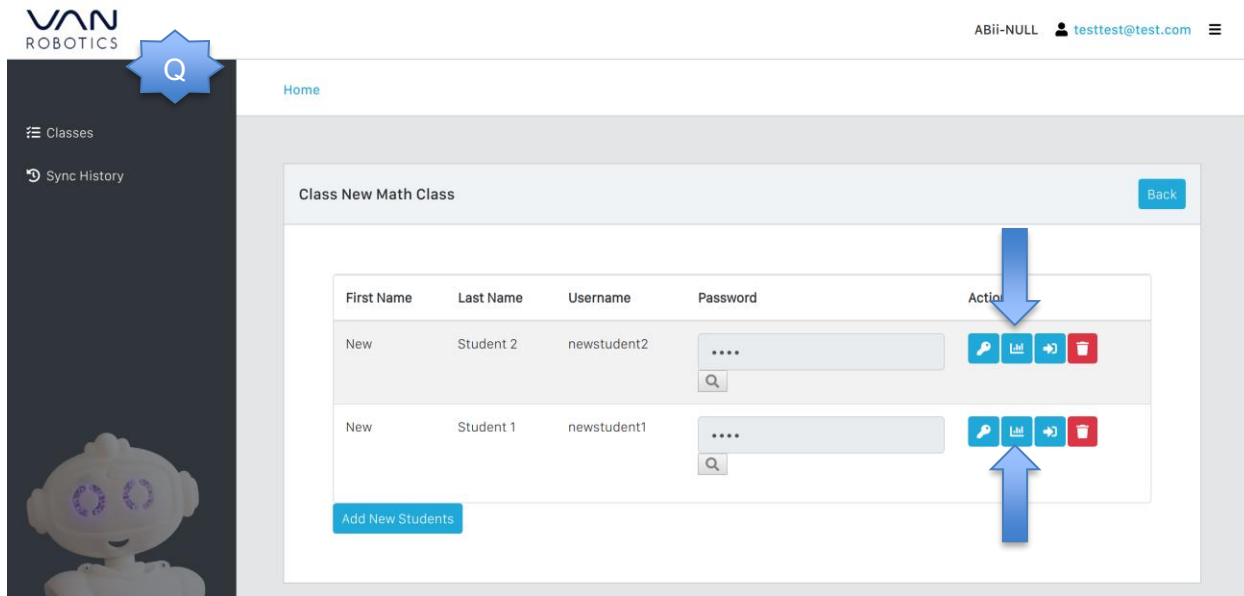 VAN
ROBOTICS
Q
ABii-NULL testtest@test.com
Home
Classes
Sync History
Class New Math Class
Back
First Name Last Name Username Password Action
New Student 2 newstudent2 ••••
New Student 1 newstudent1 ••••
Add New Students